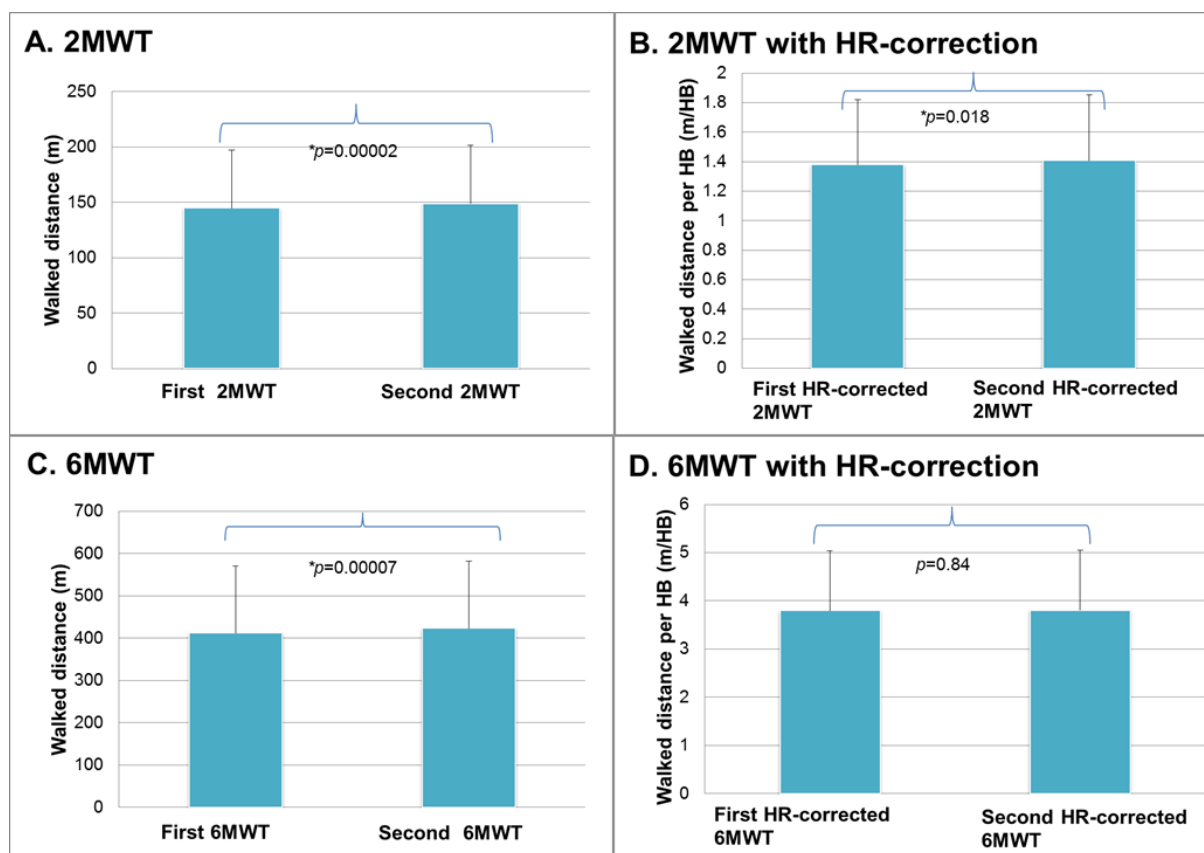 A. 2MWT
Walked distance (m)
250
200
150
100
50
0
*p=0.00002
First 2MWT
Second 2MWT
B. 2MWT with HR-correction
Walked distance per HB (m/HB)
2
1.8
1.6
1.4
1.2
1
0.8
0.6
0.4
0.2
0
*p=0.018
First HR-corrected
2MWT
Second HR-corrected
2MWT
C. 6MWT
Walked distance (m)
700
600
500
400
300
200
100
0
*p=0.00007
First 6MWT
Second 6MWT
D. 6MWT with HR-correction
Walked distance per HB (m/HB)
6
5
4
3
2
1
0
p=0.84
First HR-corrected
6MWT
Second HR-corrected
6MWT